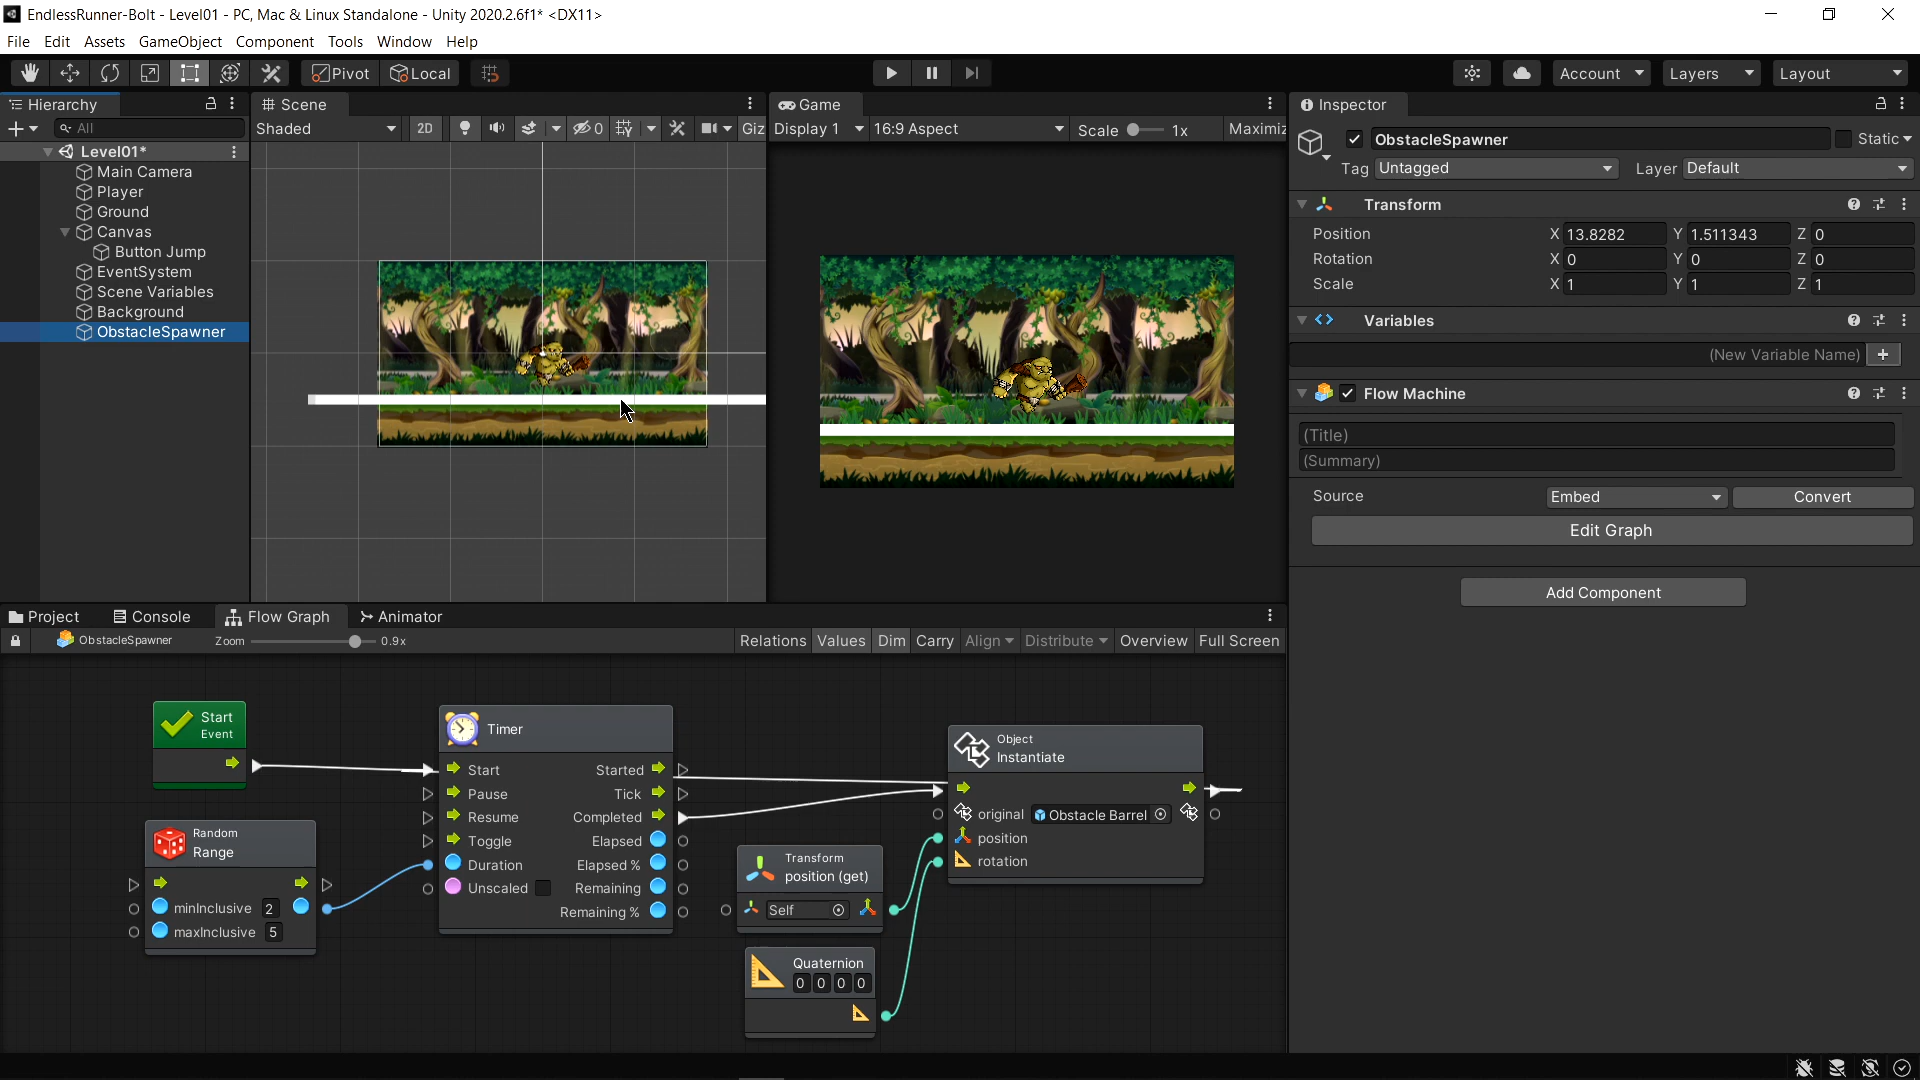 EndlessRunner-Bolt - Level01 - PC, Mac & Linux Standalone - Unity 2020.2.6f1* <DX11>
File Edit Assets GameObject Component Tools Window Help
Pivot Local Account Layers Layout
Hierarchy
All
Level01*
Main Camera
Player
Ground
Canvas
Button Jump
EventSystem
Scene Variables
Background
ObstacleSpawner
Scene
Shaded 2D 0 Giz
Game
Display 1 16:9 Aspect Scale 1x Maximiz
Inspector
ObstacleSpawner Static
Tag Untagged Layer Default
Transform
Position X 13.8282 Y 1.511343 Z 0
Rotation X 0 Y 0 Z 0
Scale X 1 Y 1 Z 1
Variables
(New Variable Name) +
Flow Machine
(Title)
(Summary)
Source Embed Convert
Edit Graph
Add Component
Project Console Flow Graph Animator
ObstacleSpawner Zoom 0.9x Relations Values Dim Carry Align Distribute Overview Full Screen
Start
Event
Random
Range
minInclusive 2
maxInclusive 5
Timer
Start Started
Pause Tick
Resume Completed
Toggle Elapsed
Duration Elapsed %
Unscaled Remaining
Remaining %
Transform
position (get)
Self
Quaternion
0 0 0 0
Object
Instantiate
original Obstacle Barrel
position
rotation